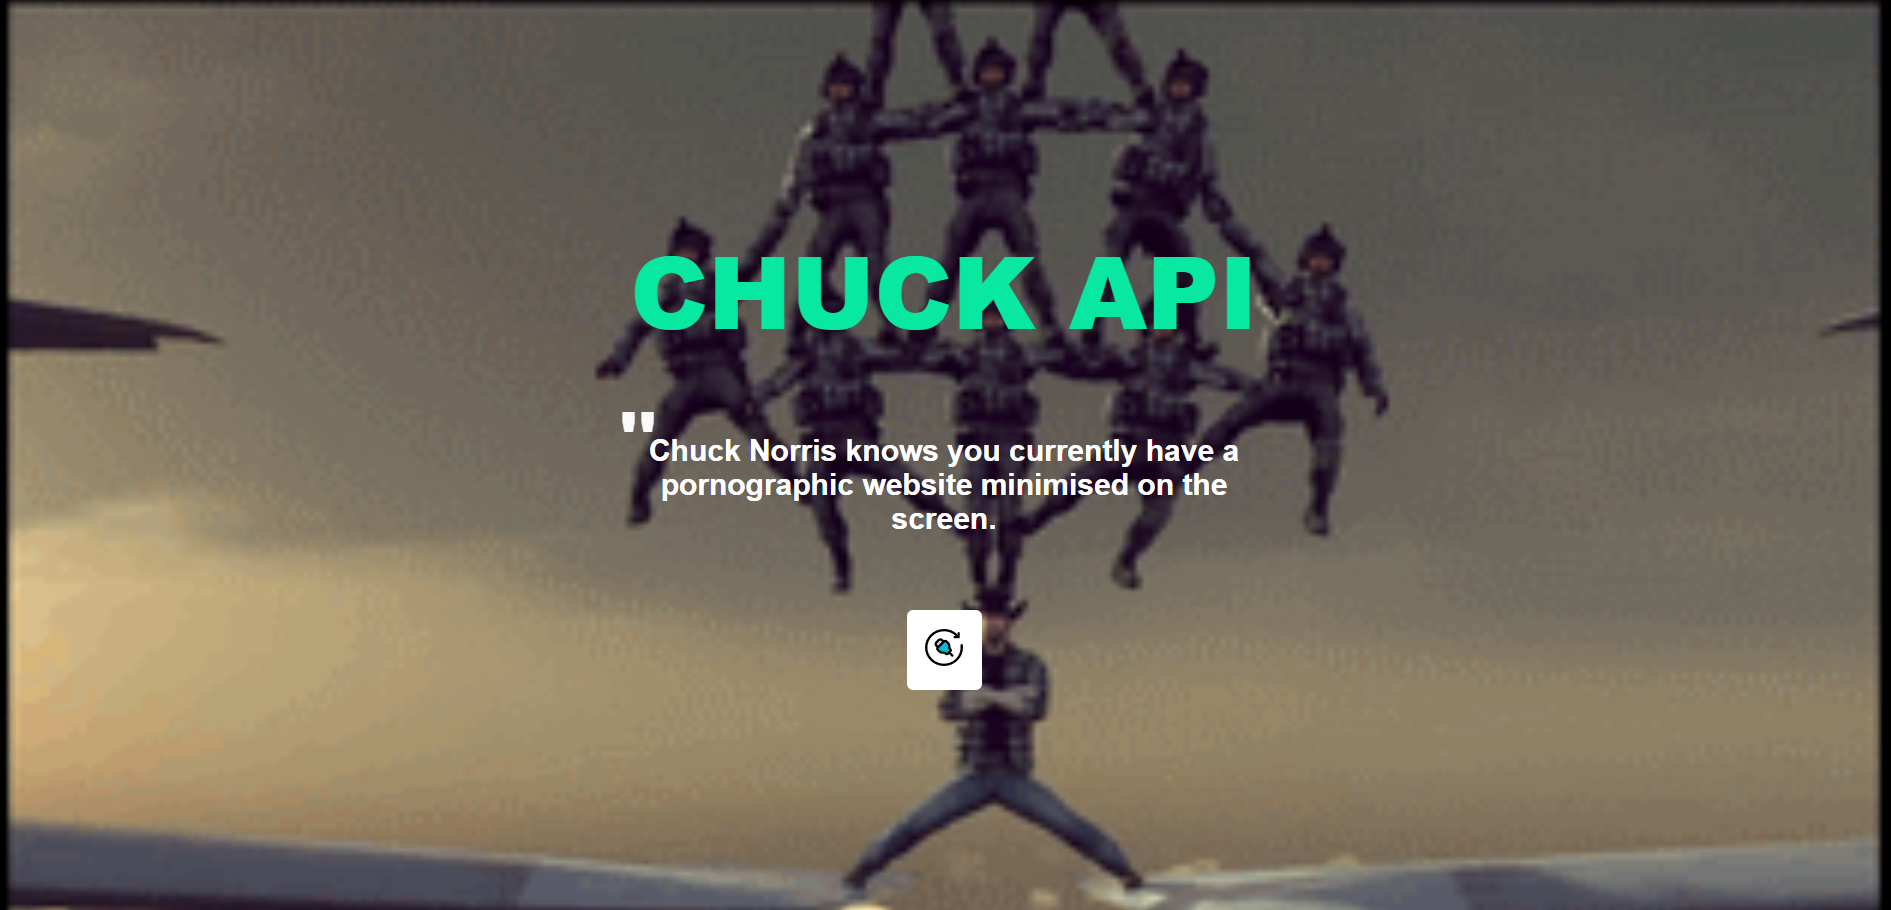 CHUCK API
"
Chuck Norris knows you currently have a
pornographic website minimised on the
screen.